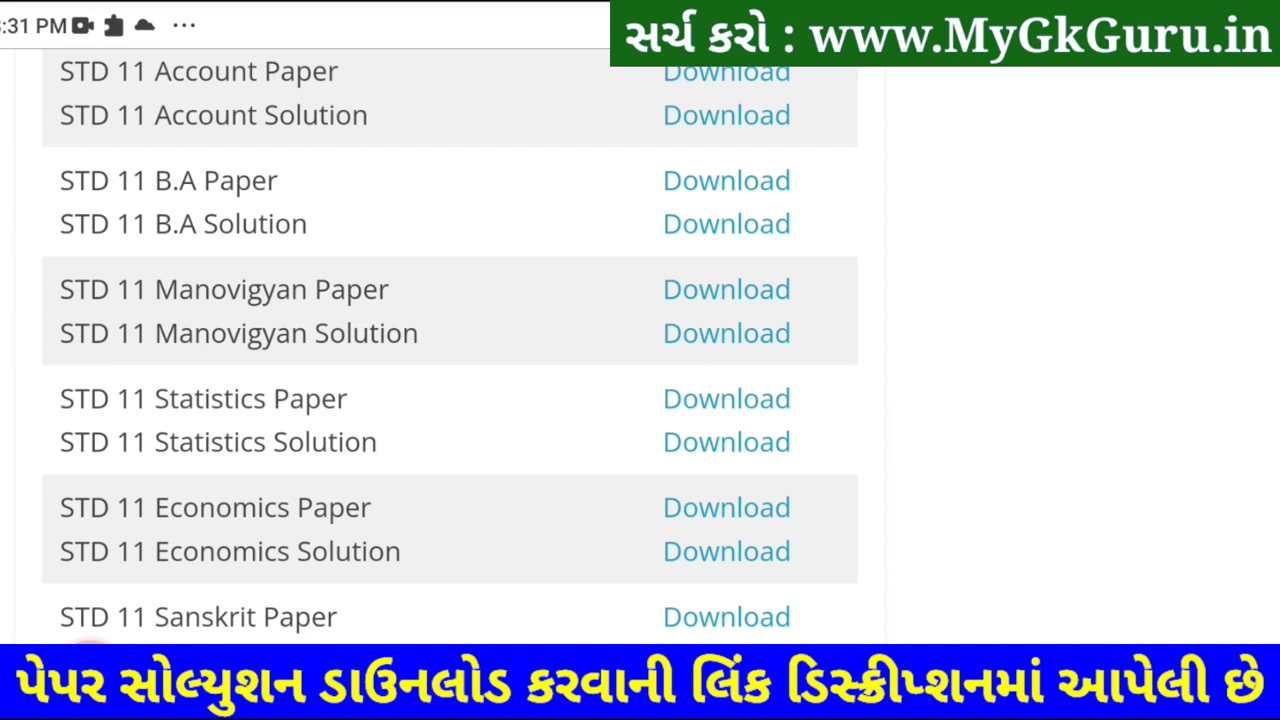 :31 PM
સર્ચ કરો : www.MyGkGuru.in
STD 11 Account Paper Download
STD 11 Account Solution Download
STD 11 B.A Paper Download
STD 11 B.A Solution Download
STD 11 Manovigyan Paper Download
STD 11 Manovigyan Solution Download
STD 11 Statistics Paper Download
STD 11 Statistics Solution Download
STD 11 Economics Paper Download
STD 11 Economics Solution Download
STD 11 Sanskrit Paper Download
પેપર સોલ્યુશન ડાઉનલોડ કરવાની લિંક ડિસ્ક્રીપ્શનમાં આપેલી છે